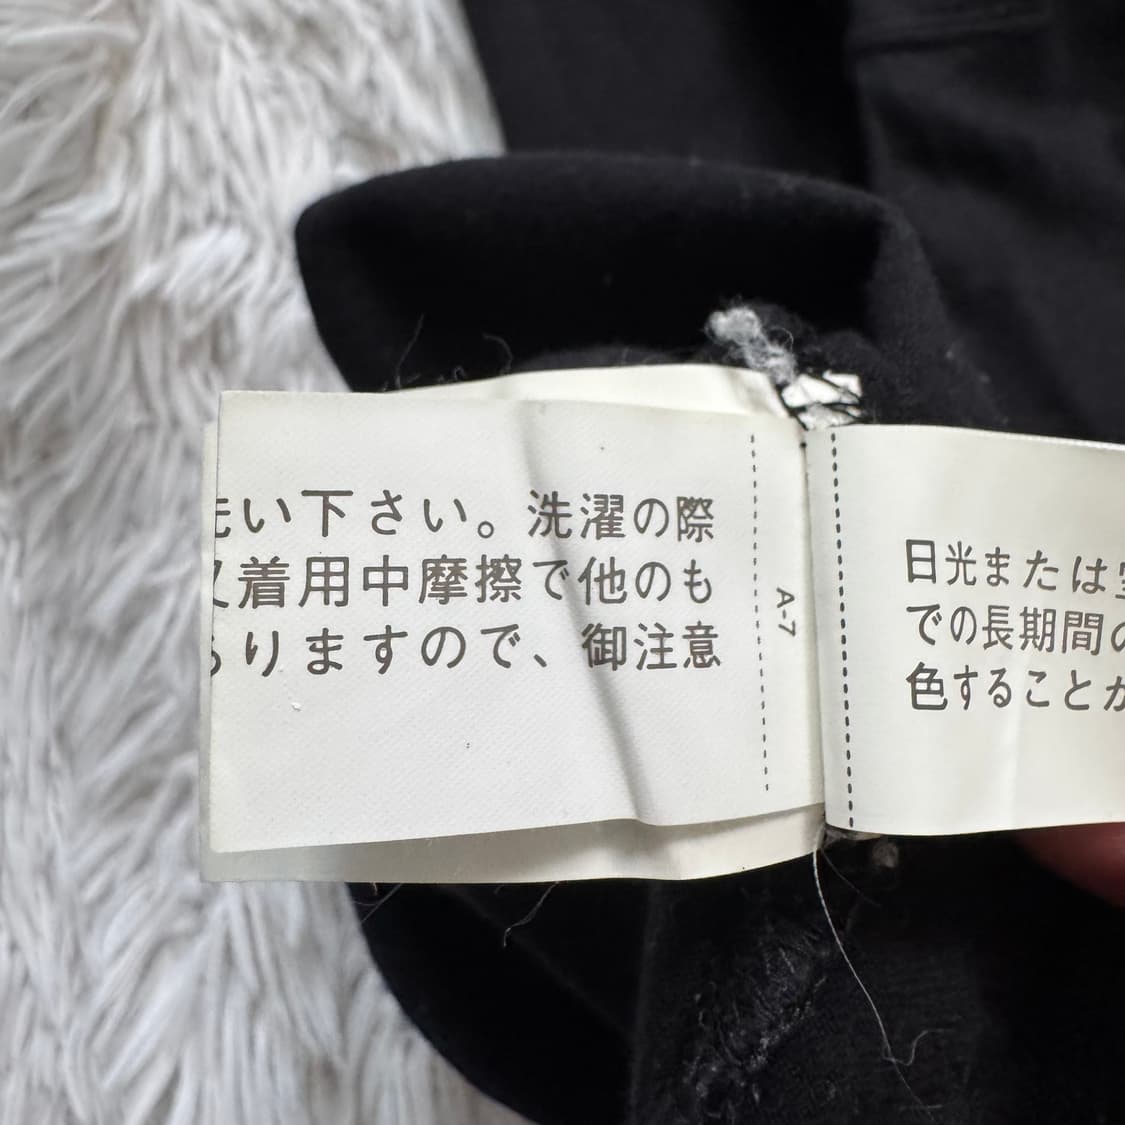 い下さい。洗濯の際
着用中摩擦で他のも
りますので、御注意
A-7
日光または
での長期間の
色することが